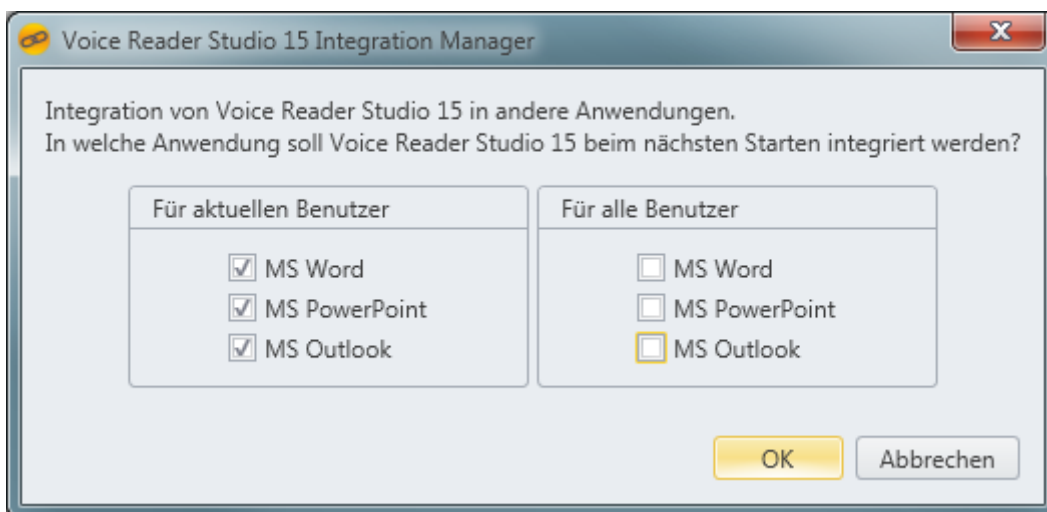 Voice Reader Studio 15 Integration Manager
Integration von Voice Reader Studio 15 in andere Anwendungen.
In welche Anwendung soll Voice Reader Studio 15 beim nächsten Starten integriert werden?
Für aktuellen Benutzer
MS Word
MS PowerPoint
MS Outlook
Für alle Benutzer
MS Word
MS PowerPoint
MS Outlook
OK
Abbrechen